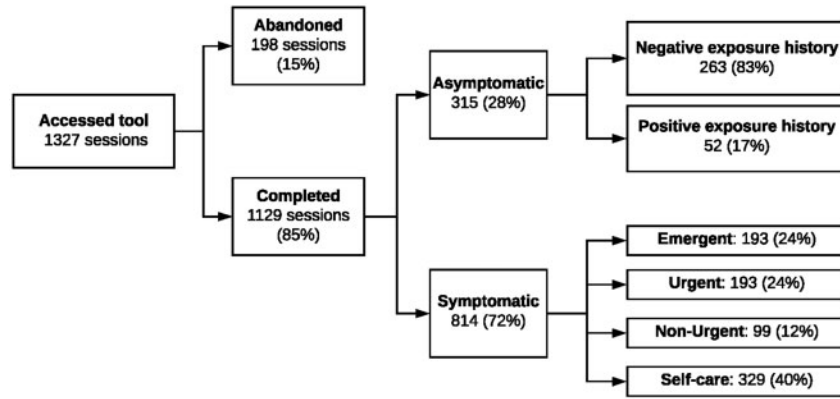 Accessed tool
1327 sessions
Abandoned
198 sessions
(15%)
Completed
1129 sessions
(85%)
Asymptomatic
315 (28%)
Symptomatic
814 (72%)
Negative exposure history
263 (83%)
Positive exposure history
52 (17%)
Emergent: 193 (24%)
Urgent: 193 (24%)
Non-Urgent: 99 (12%)
Self-care: 329 (40%)